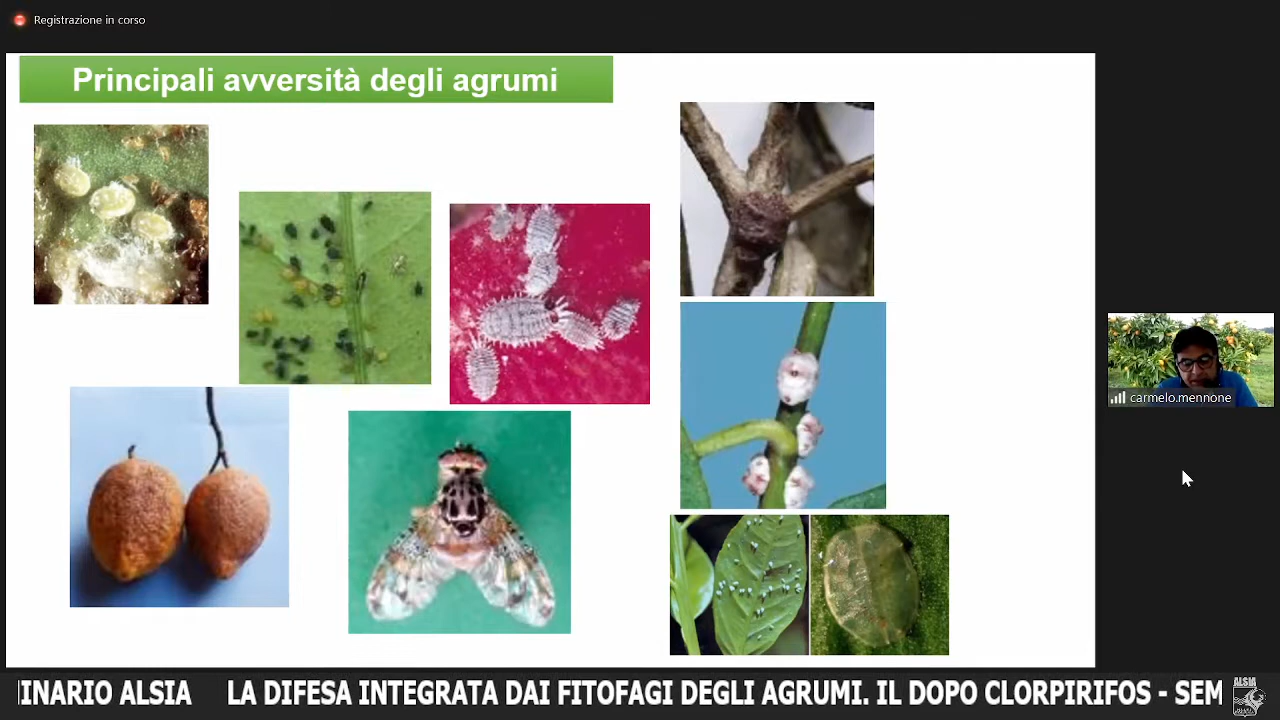 Registrazione in corso
Principali avversità degli agrumi
carmelo.mennone
INARIO ALSIA LA DIFESA INTEGRATA DAI FITOFAGI DEGLI AGRUMI. IL DOPO CLORPIRIFOS - SEM
ALSIA